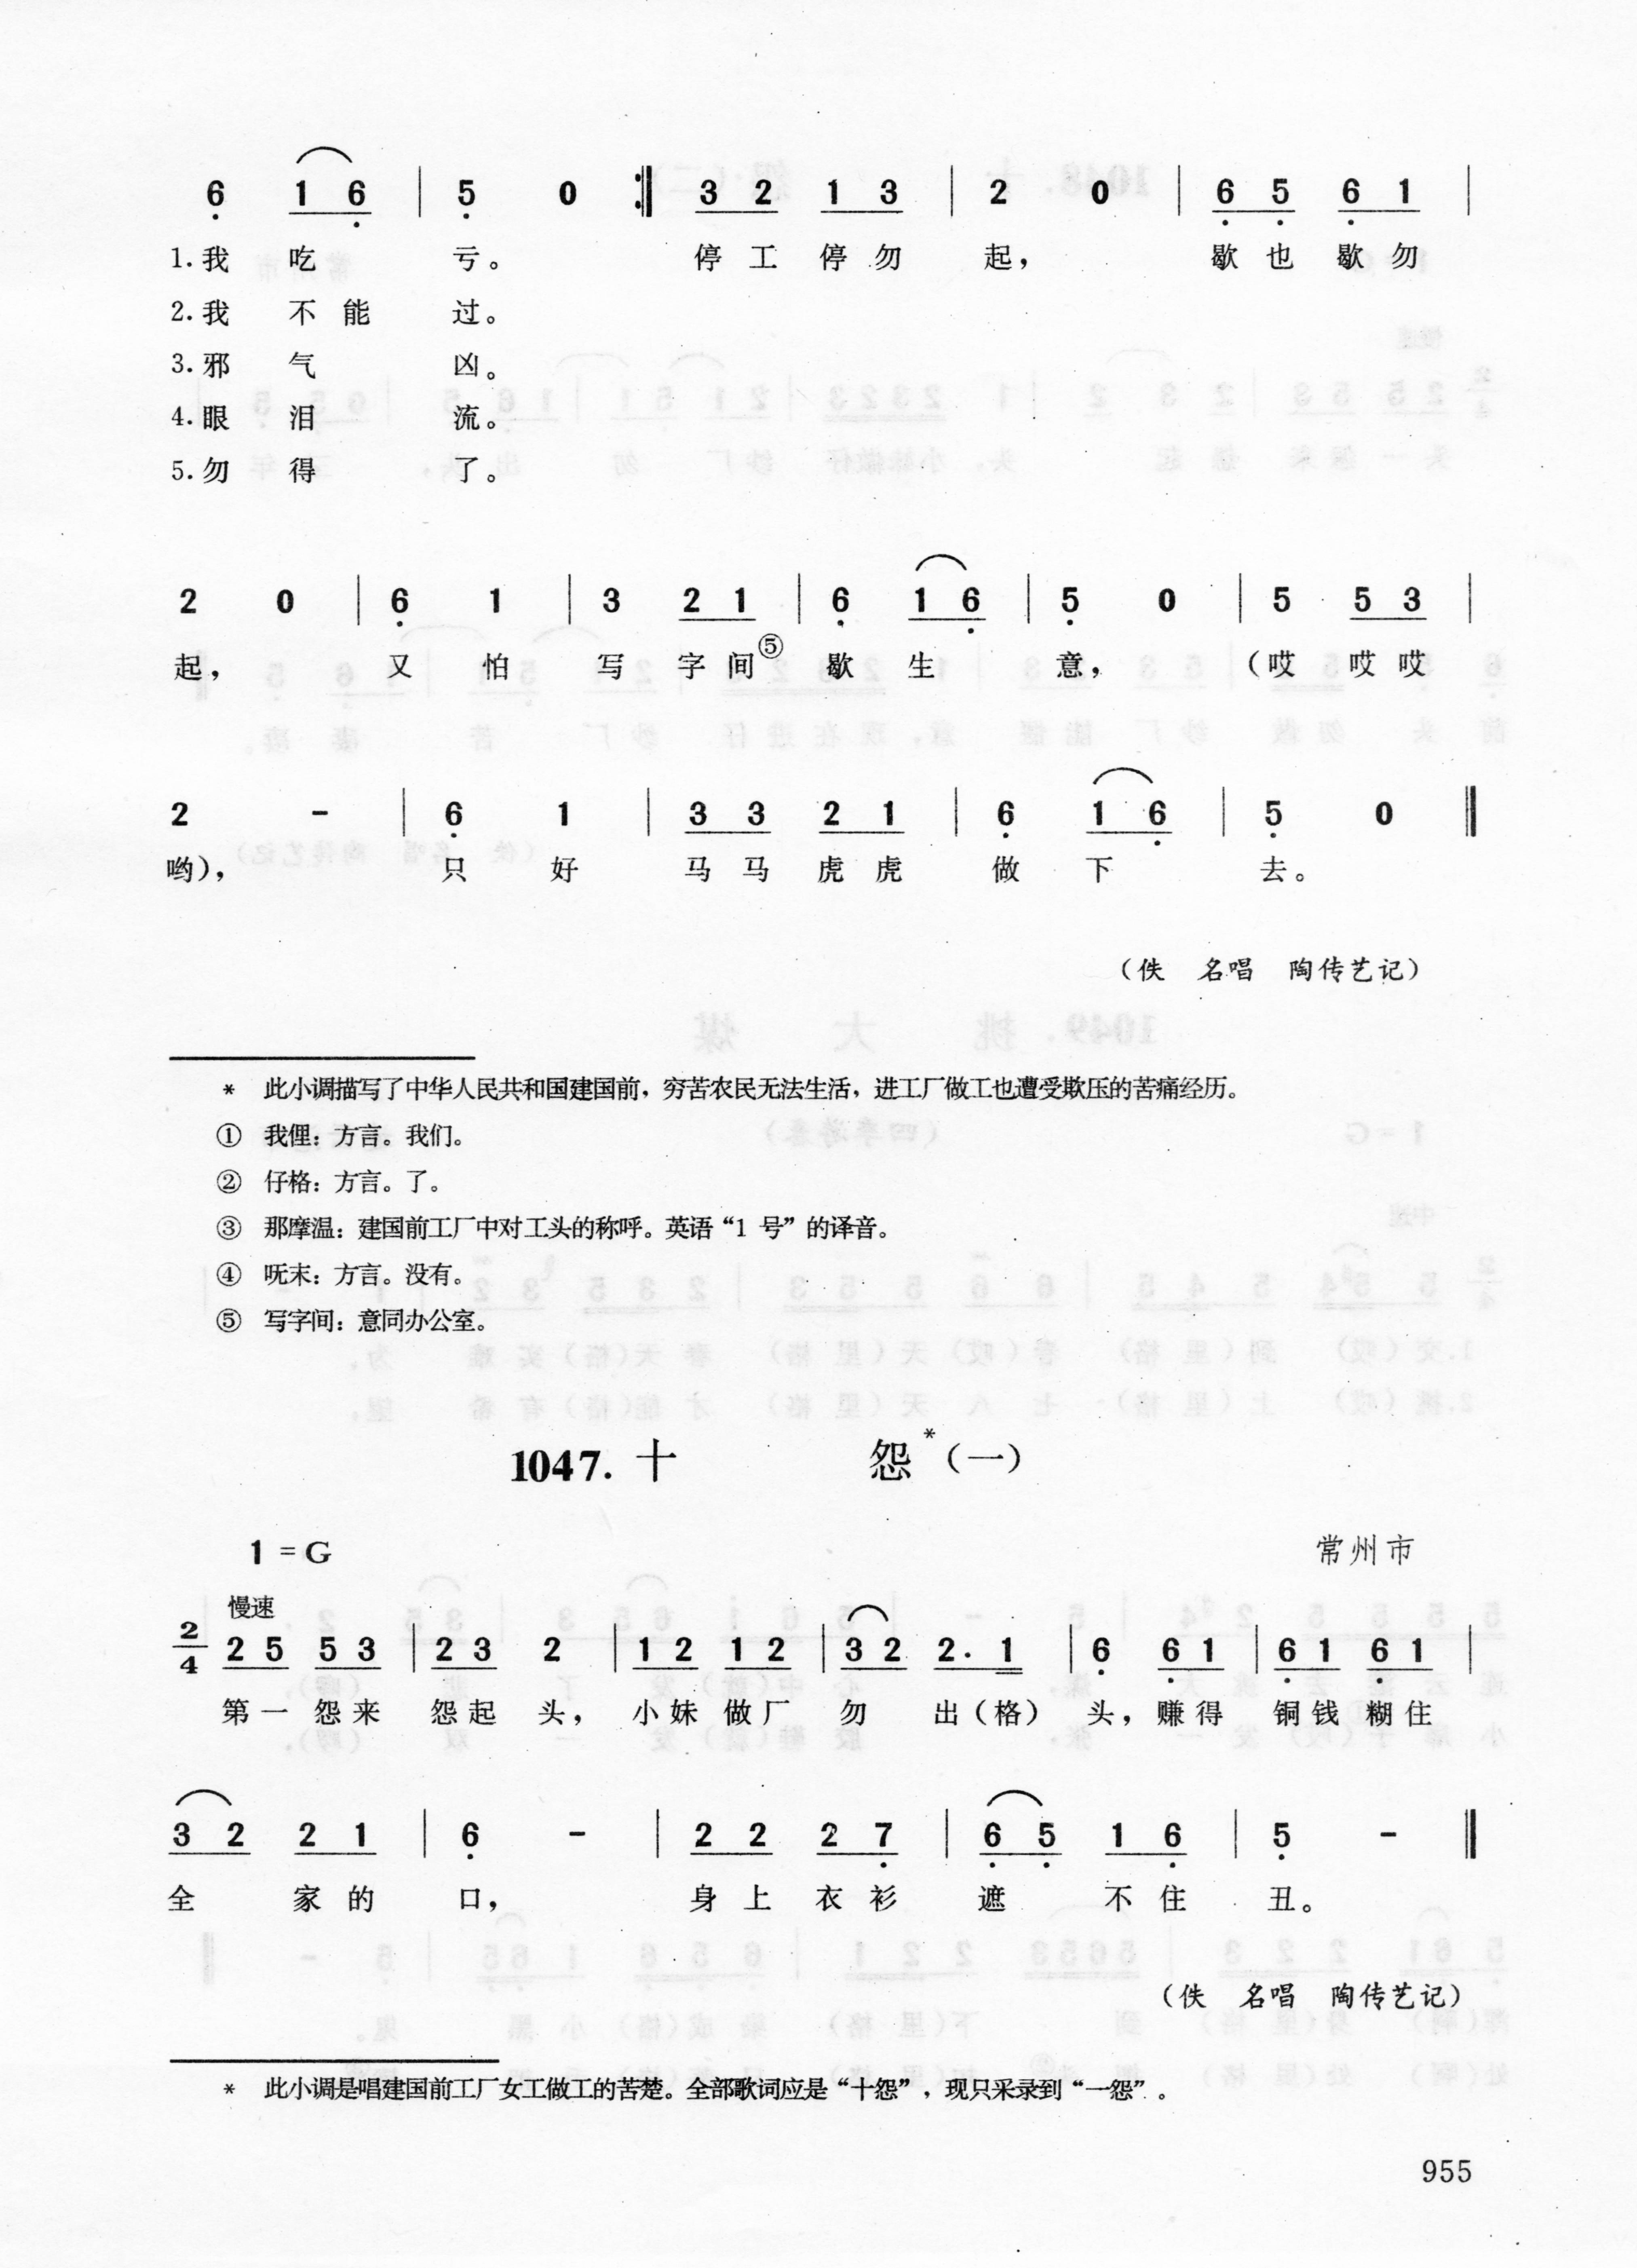 6 1 6 | 5 0 :‖ 3 2 1 3 | 2 0 | 6 5 6 1 |
1.我 吃 亏。 停 工 停 勿 起, 歇 也 歇 勿
2.我 不 能 过。
3.邪 气 凶。
4.眼 泪 流。
5.勿 得 了。
2 0 | 6 1 | 3 2 1 | 6 1 6 | 5 0 | 5 5 3 |
起, 又 怕 写 字 间⑤ 歇 生 意, (哎 哎 哎
2 - | 6 1 | 3 3 2 1 | 6 1 6 | 5 0 ‖
哟), 只 好 马 马 虎 虎 做 下 去。
(佚 名唱 陶传艺记)
* 此小调描写了中华人民共和国建国前,穷苦农民无法生活,进工厂做工也遭受欺压的苦痛经历。
① 我俚:方言。我们。
② 仔格:方言。了。
③ 那摩温:建国前工厂中对工头的称呼。英语“1 号”的译音。
④ 呒末:方言。没有。
⑤ 写字间:意同办公室。
1047. 十 怨*(一)
1=G 常州市
慢速
2/4 2 5 5 3 | 2 3 2 | 1 2 1 2 | 3 2 2. 1 | 6 6 1 | 6 1 6 1 |
第 一 怨 来 怨 起 头, 小 妹 做 厂 勿 出(格) 头, 赚 得 铜 钱 糊 住
3 2 2 1 | 6 - | 2 2 2 7 | 6 5 1 6 | 5 - ‖
全 家 的 口, 身 上 衣 衫 遮 不 住 丑。
(佚 名唱 陶传艺记)
* 此小调是唱建国前工厂女工做工的苦楚。全部歌词应是“十怨”,现只采录到“一怨”。
955